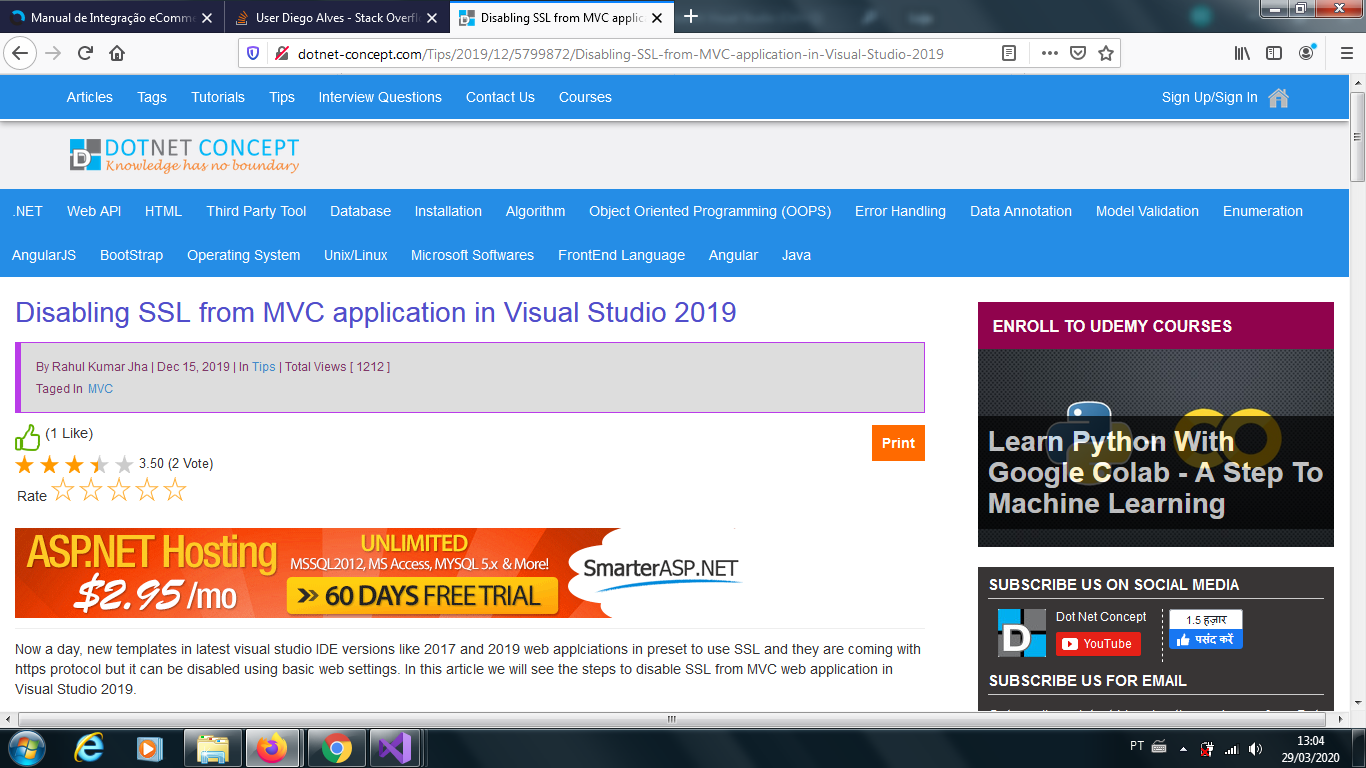 Manual de Integração eComme
User Diego Alves - Stack Overfl
Disabling SSL from MVC applic
dotnet-concept.com/Tips/2019/12/5799872/Disabling-SSL-from-MVC-application-in-Visual-Studio-2019
Articles Tags Tutorials Tips Interview Questions Contact Us Courses Sign Up/Sign In
D DOTNET CONCEPT
Knowledge has no boundary
.NET Web API HTML Third Party Tool Database Installation Algorithm Object Oriented Programming (OOPS) Error Handling Data Annotation Model Validation Enumeration
AngularJS BootStrap Operating System Unix/Linux Microsoft Softwares FrontEnd Language Angular Java
Disabling SSL from MVC application in Visual Studio 2019
By Rahul Kumar Jha | Dec 15, 2019 | In Tips | Total Views [ 1212 ]
Taged In MVC
(1 Like)
Print
3.50 (2 Vote)
Rate
ASP.NET Hosting
$2.95/mo
UNLIMITED
MSSQL2012, MS Access, MYSQL 5.x & More!
>> 60 DAYS FREE TRIAL
SmarterASP.NET
Now a day, new templates in latest visual studio IDE versions like 2017 and 2019 web applciations in preset to use SSL and they are coming with
https protocol but it can be disabled using basic web settings. In this article we will see the steps to disable SSL from MVC web application in
Visual Studio 2019.
ENROLL TO UDEMY COURSES
Learn Python With
Google Colab - A Step To
Machine Learning
SUBSCRIBE US ON SOCIAL MEDIA
D
Dot Net Concept
YouTube
1.5 हज़ार
पसंद करें
SUBSCRIBE US FOR EMAIL
PT
13:04
29/03/2020